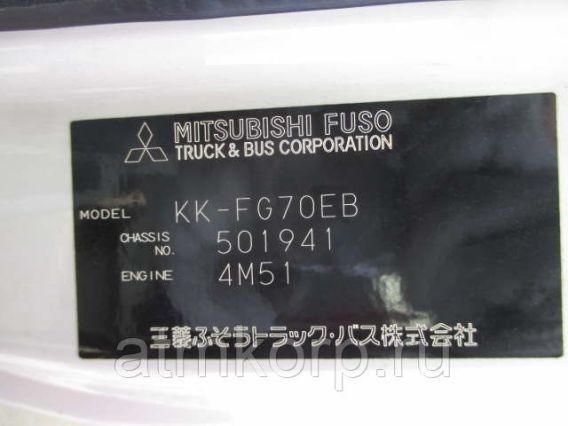 MITSUBISHI FUSO
TRUCK & BUS CORPORATION
MODEL KK-FG70EB
CHASSIS NO. 501941
ENGINE 4M51
三菱ふそうトラック・バス株式会社
atmkorp.ru